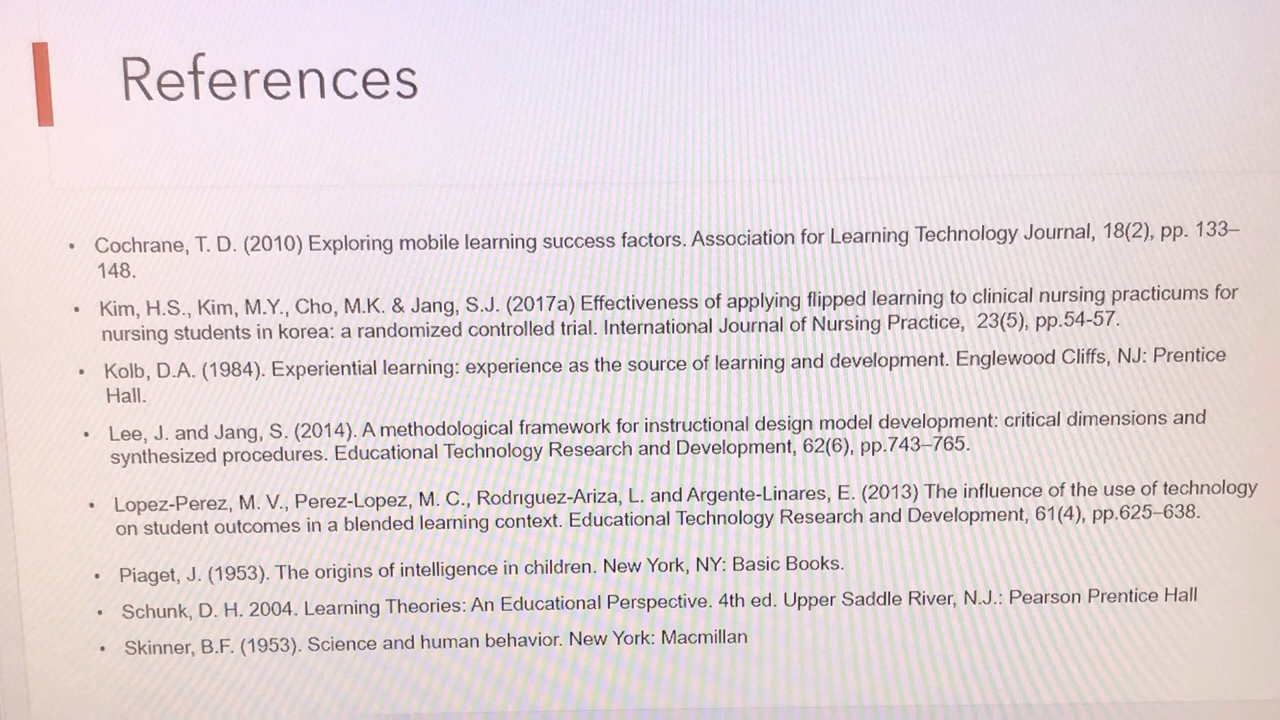 References
• Cochrane, T. D. (2010) Exploring mobile learning success factors. Association for Learning Technology Journal, 18(2), pp. 133–
148.
• Kim, H.S., Kim, M.Y., Cho, M.K. & Jang, S.J. (2017a) Effectiveness of applying flipped learning to clinical nursing practicums for
nursing students in korea: a randomized controlled trial. International Journal of Nursing Practice, 23(5), pp.54-57.
• Kolb, D.A. (1984). Experiential learning: experience as the source of learning and development. Englewood Cliffs, NJ: Prentice
Hall.
• Lee, J. and Jang, S. (2014). A methodological framework for instructional design model development: critical dimensions and
synthesized procedures. Educational Technology Research and Development, 62(6), pp.743–765.
• Lopez-Perez, M. V., Perez-Lopez, M. C., Rodrıguez-Ariza, L. and Argente-Linares, E. (2013) The influence of the use of technology
on student outcomes in a blended learning context. Educational Technology Research and Development, 61(4), pp.625–638.
• Piaget, J. (1953). The origins of intelligence in children. New York, NY: Basic Books.
• Schunk, D. H. 2004. Learning Theories: An Educational Perspective. 4th ed. Upper Saddle River, N.J.: Pearson Prentice Hall
• Skinner, B.F. (1953). Science and human behavior. New York: Macmillan